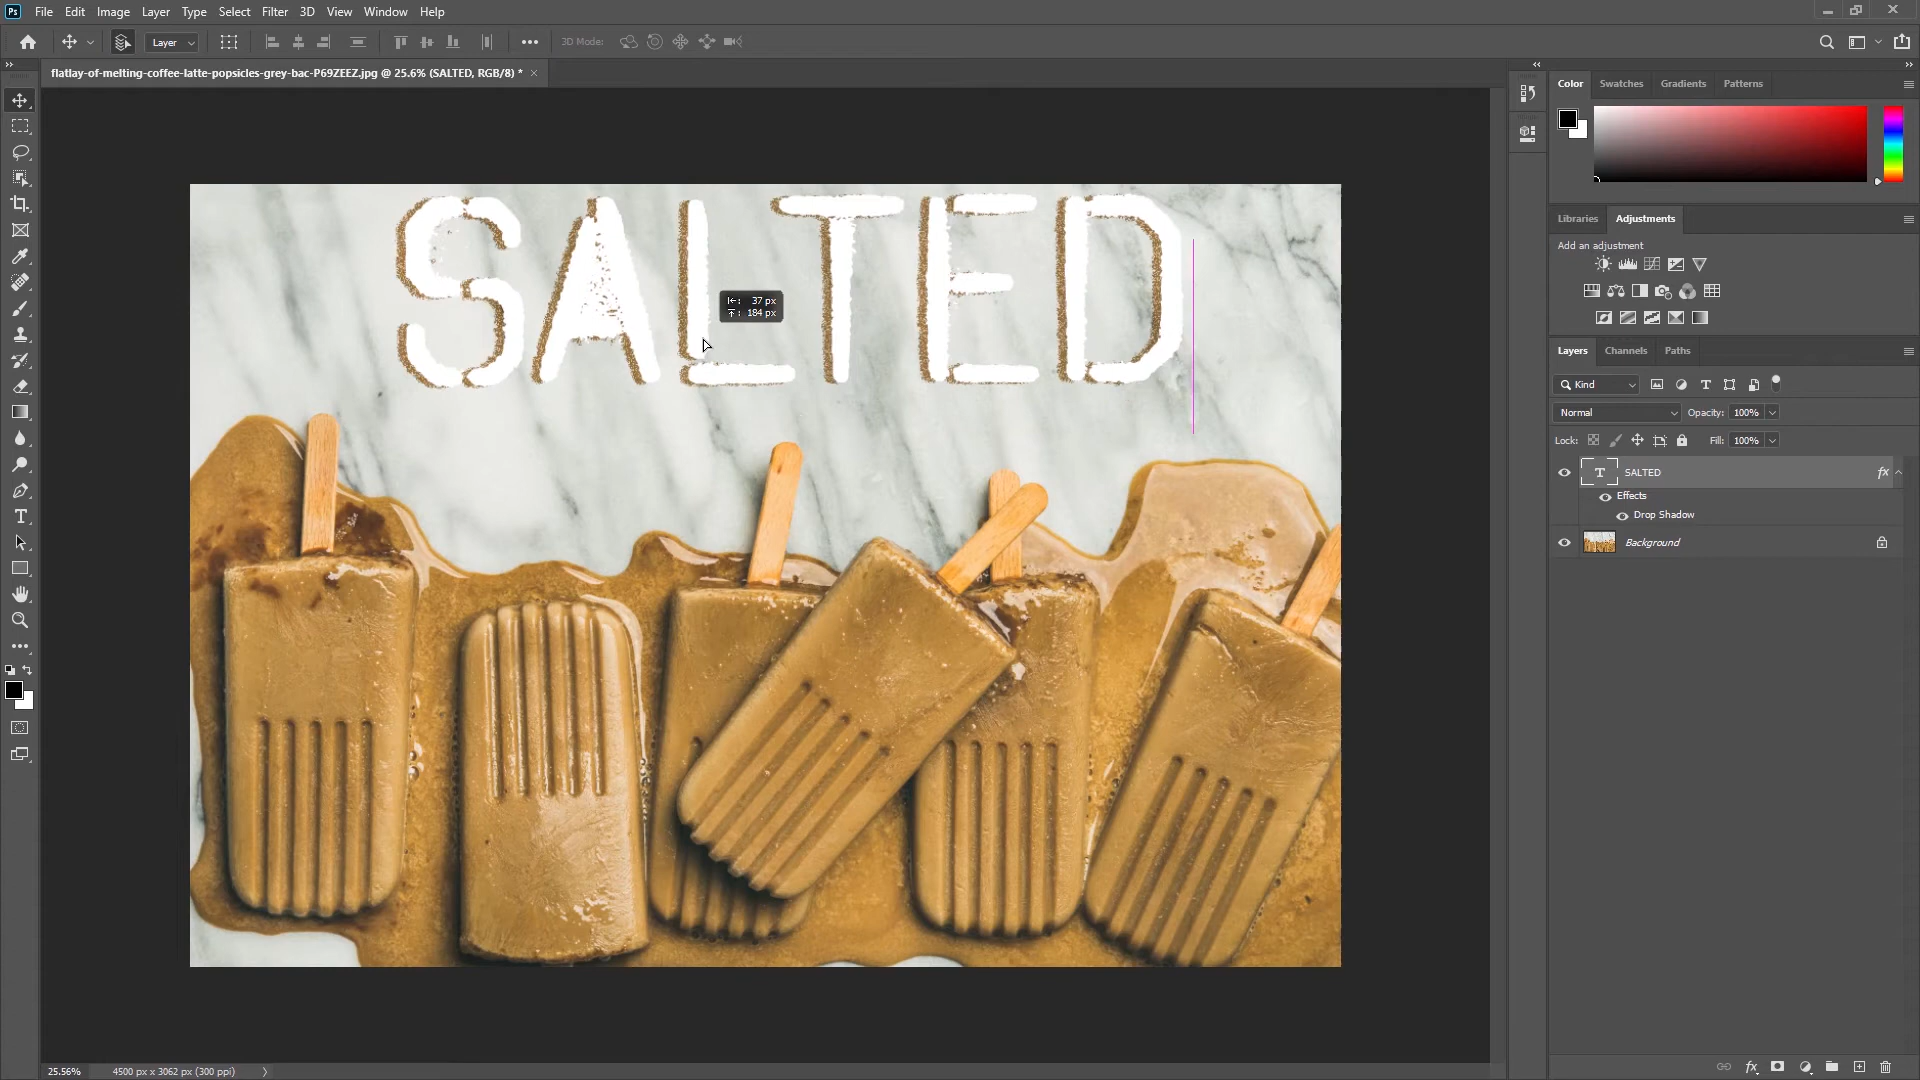 Ps File Edit Image Layer Type Select Filter 3D View Window Help
Layer 3D Mode:
flatlay-of-melting-coffee-latte-popsicles-grey-bac-P69ZEEZ.jpg @ 25.6% (SALTED, RGB/8) *
Color Swatches Gradients Patterns
SALTED
37 px
184 px
Libraries Adjustments
Add an adjustment
Layers Channels Paths
Kind
Normal Opacity: 100%
Lock: Fill: 100%
T SALTED fx
Effects
Drop Shadow
Background
25.56% 4500 px x 3062 px (300 ppi)